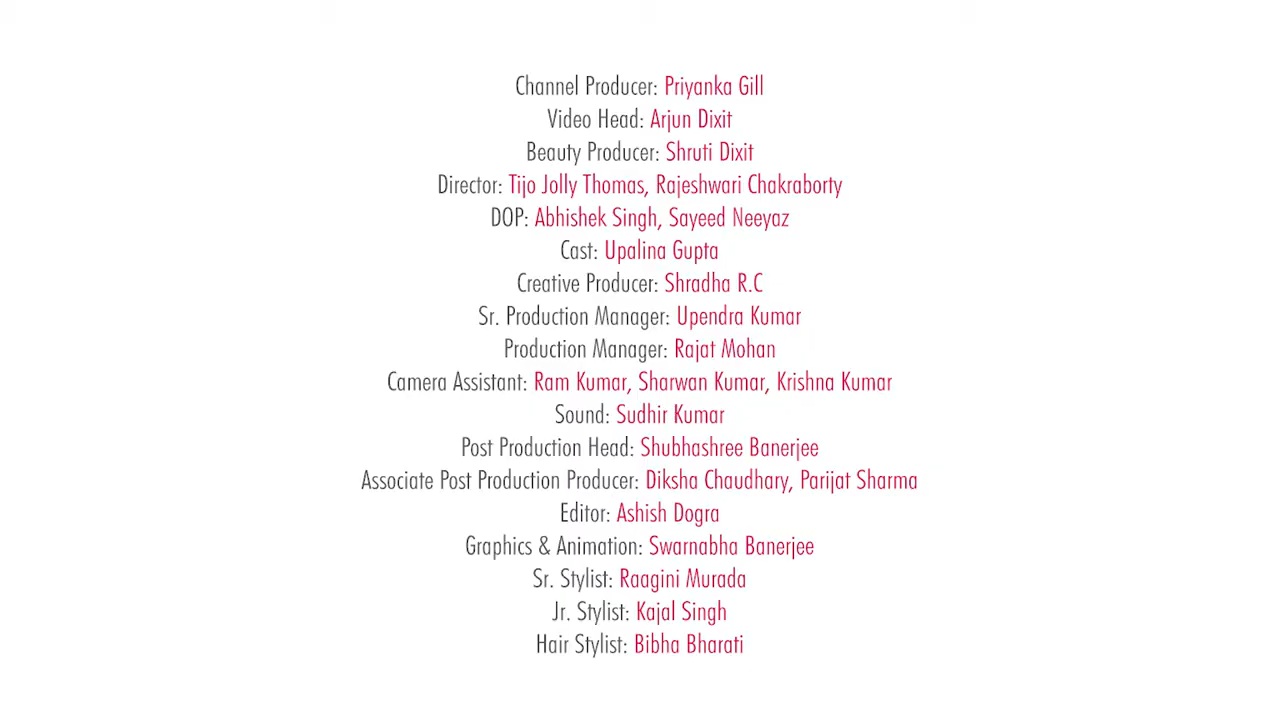 Channel Producer: Priyanka Gill
Video Head: Arjun Dixit
Beauty Producer: Shruti Dixit
Director: Tijo Jolly Thomas, Rajeshwari Chakraborty
DOP: Abhishek Singh, Sayeed Neeyaz
Cast: Upalina Gupta
Creative Producer: Shradha R.C
Sr. Production Manager: Upendra Kumar
Production Manager: Rajat Mohan
Camera Assistant: Ram Kumar, Sharwan Kumar, Krishna Kumar
Sound: Sudhir Kumar
Post Production Head: Shubhashree Banerjee
Associate Post Production Producer: Diksha Chaudhary, Parijat Sharma
Editor: Ashish Dogra
Graphics & Animation: Swarnabha Banerjee
Sr. Stylist: Raagini Murada
Jr. Stylist: Kajal Singh
Hair Stylist: Bibha Bharati